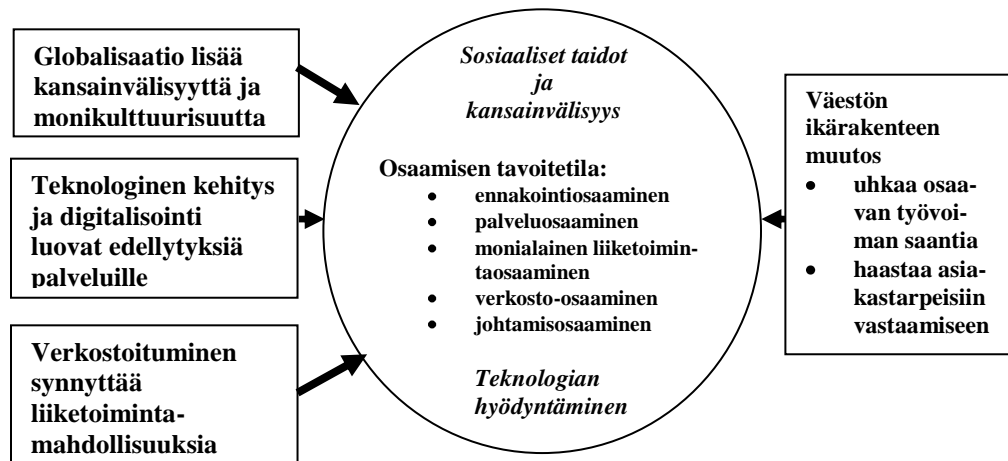 Globalisaatio lisää
kansainvälisyyttä ja
monikulttuurisuutta
Teknologinen kehitys
ja digitalisointi
luovat edellytyksiä
palveluille
Verkostoituminen
synnyttää
liiketoiminta-
mahdollisuuksia
Sosiaaliset taidot
ja
kansainvälisyys
Osaamisen tavoitetila:
• ennakointiosaaminen
• palveluosaaminen
• monialainen liiketoimin-
taosaaminen
• verkosto-osaaminen
• johtamisosaaminen
Teknologian
hyödyntäminen
Väestön
ikärakenteen
muutos
• uhkaa osaa-
van työvoi-
man saantia
• haastaa asia-
kastarpeisiin
vastaamiseen